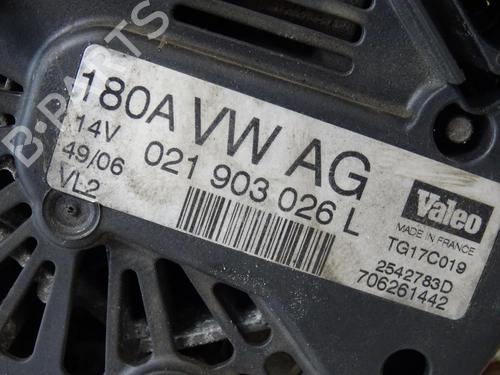 B-PARTS
180A VW AG
14V 021 903 026 L
49/06
VL2
Valeo
MADE IN FRANCE
TG17C019
2542783D
706261442